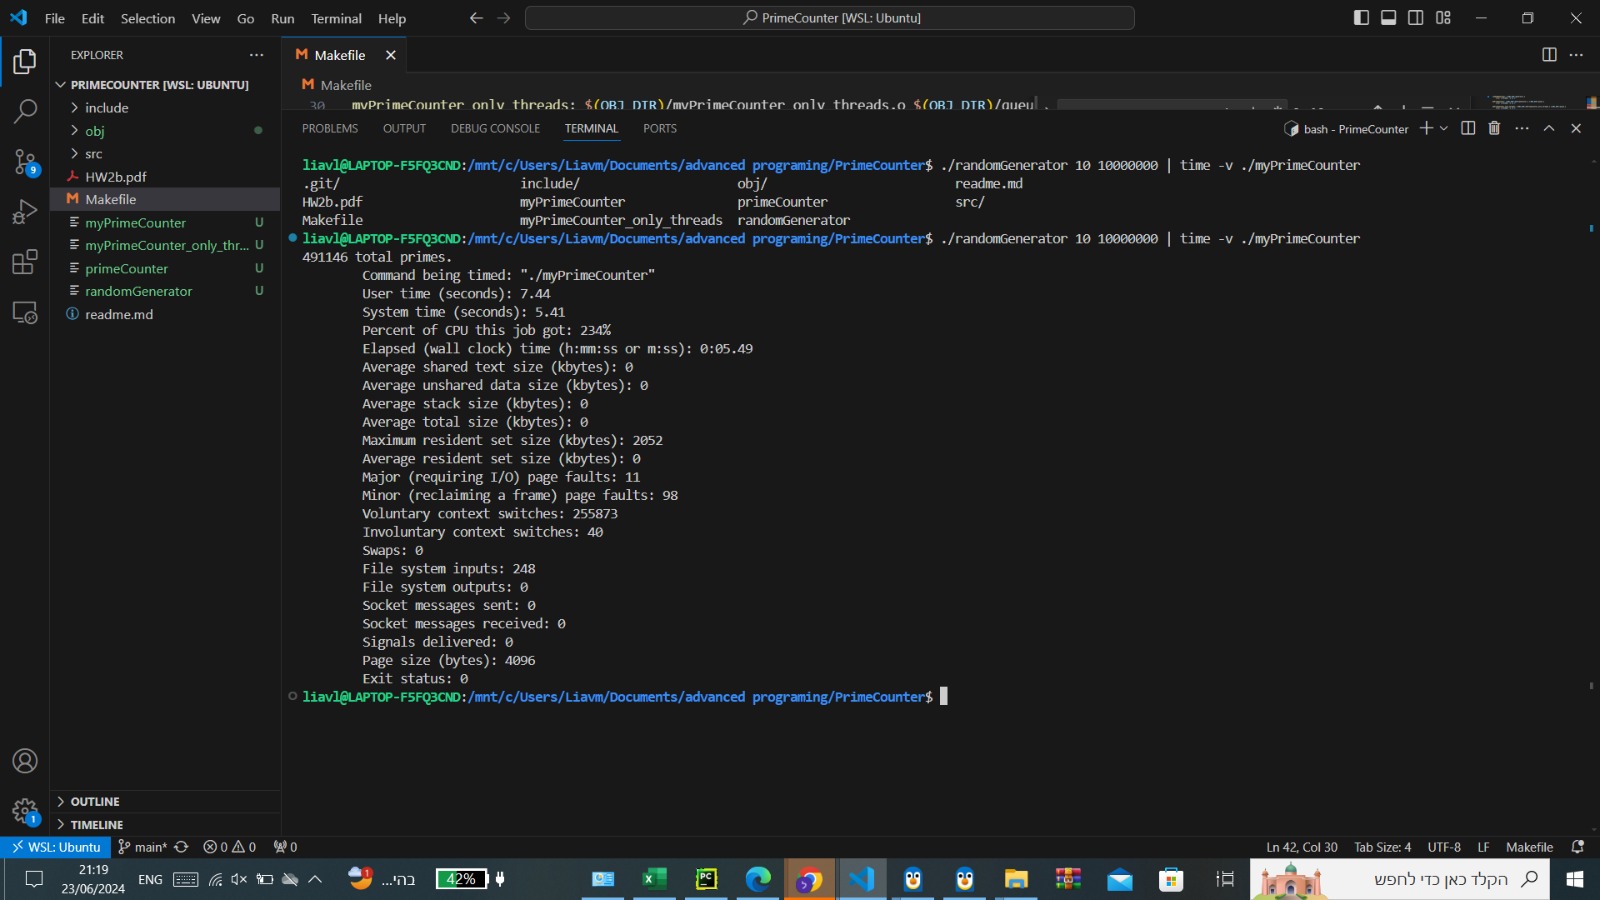 File Edit Selection View Go Run Terminal Help
PrimeCounter [WSL: Ubuntu]
EXPLORER
PRIMECOUNTER [WSL: UBUNTU]
include
obj
src
HW2b.pdf
Makefile
myPrimeCounter U
myPrimeCounter_only_thr... U
primeCounter U
randomGenerator U
readme.md
OUTLINE
TIMELINE
9
1
Makefile
Makefile
30 myPrimeCounter_only_threads: $(OBJ_DIR)/myPrimeCounter_only_threads.o $(OBJ_DIR)/queu
PROBLEMS OUTPUT DEBUG CONSOLE TERMINAL PORTS
bash - PrimeCounter
liavl@LAPTOP-F5FQ3CND:/mnt/c/Users/Liavm/Documents/advanced programing/PrimeCounter$ ./randomGenerator 10 10000000 | time -v ./myPrimeCounter
.git/ include/ obj/ readme.md
HW2b.pdf myPrimeCounter primeCounter src/
Makefile myPrimeCounter_only_threads randomGenerator
liavl@LAPTOP-F5FQ3CND:/mnt/c/Users/Liavm/Documents/advanced programing/PrimeCounter$ ./randomGenerator 10 10000000 | time -v ./myPrimeCounter
491146 total primes.
Command being timed: "./myPrimeCounter"
User time (seconds): 7.44
System time (seconds): 5.41
Percent of CPU this job got: 234%
Elapsed (wall clock) time (h:mm:ss or m:ss): 0:05.49
Average shared text size (kbytes): 0
Average unshared data size (kbytes): 0
Average stack size (kbytes): 0
Average total size (kbytes): 0
Maximum resident set size (kbytes): 2052
Average resident set size (kbytes): 0
Major (requiring I/O) page faults: 11
Minor (reclaiming a frame) page faults: 98
Voluntary context switches: 255873
Involuntary context switches: 40
Swaps: 0
File system inputs: 248
File system outputs: 0
Socket messages sent: 0
Socket messages received: 0
Signals delivered: 0
Page size (bytes): 4096
Exit status: 0
liavl@LAPTOP-F5FQ3CND:/mnt/c/Users/Liavm/Documents/advanced programing/PrimeCounter$
WSL: Ubuntu main* 0 0 0 Ln 42, Col 30 Tab Size: 4 UTF-8 LF Makefile
21:19
23/06/2024
ENG
1
בהי...
42%
PC
הקלד כאן כדי לחפש